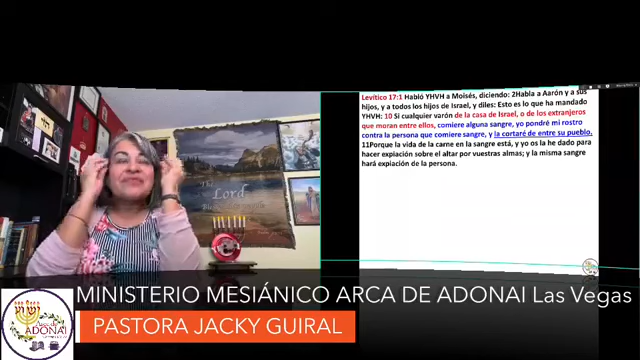 Levítico 17:1 Habló YHVH a Moisés, diciendo: 2Habla a Aarón y a sus
hijos, y a todos los hijos de Israel, y diles: Esto es lo que ha mandado
YHVH: 10 Si cualquier varón de la casa de Israel, o de los extranjeros
que moran entre ellos, comiere alguna sangre, yo pondré mi rostro
contra la persona que comiere sangre, y la cortaré de entre su pueblo.
11Porque la vida de la carne en la sangre está, y yo os la he dado para
hacer expiación sobre el altar por vuestras almas; y la misma sangre
hará expiación de la persona.
The
Lord
MINISTERIO MESIÁNICO ARCA DE ADONAI Las Vegas
PASTORA JACKY GUIRAL
Arca de
ADONAI